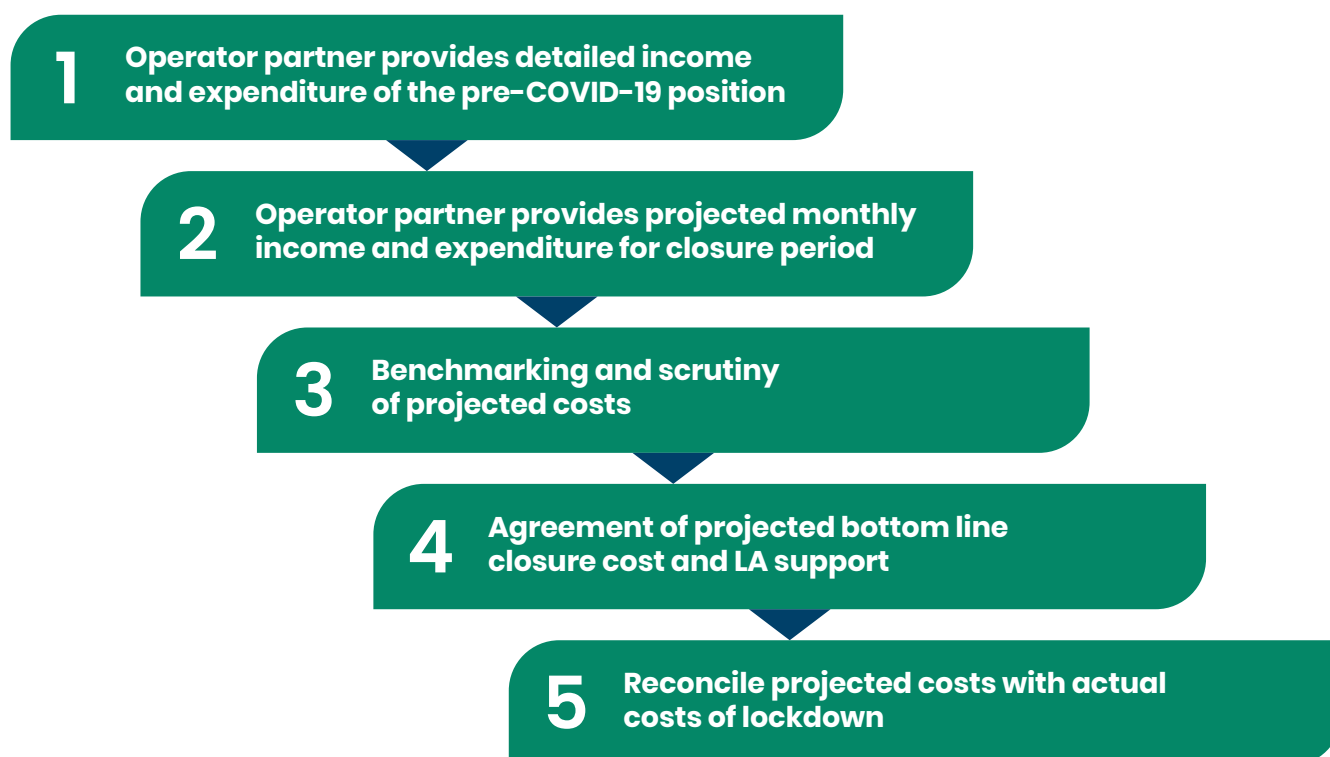 1
Operator partner provides detailed income
and expenditure of the pre-COVID-19 position
2
Operator partner provides projected monthly
income and expenditure for closure period
3
Benchmarking and scrutiny
of projected costs
4
Agreement of projected bottom line
closure cost and LA support
5
Reconcile projected costs with actual
costs of lockdown